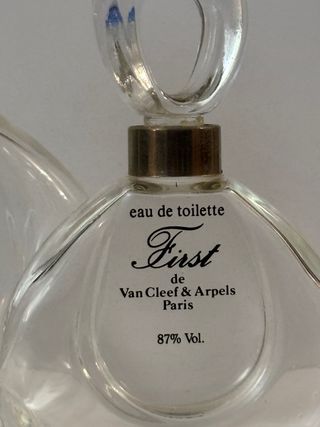 eau de toilette
First
de
Van Cleef & Arpels
Paris
87% Vol.